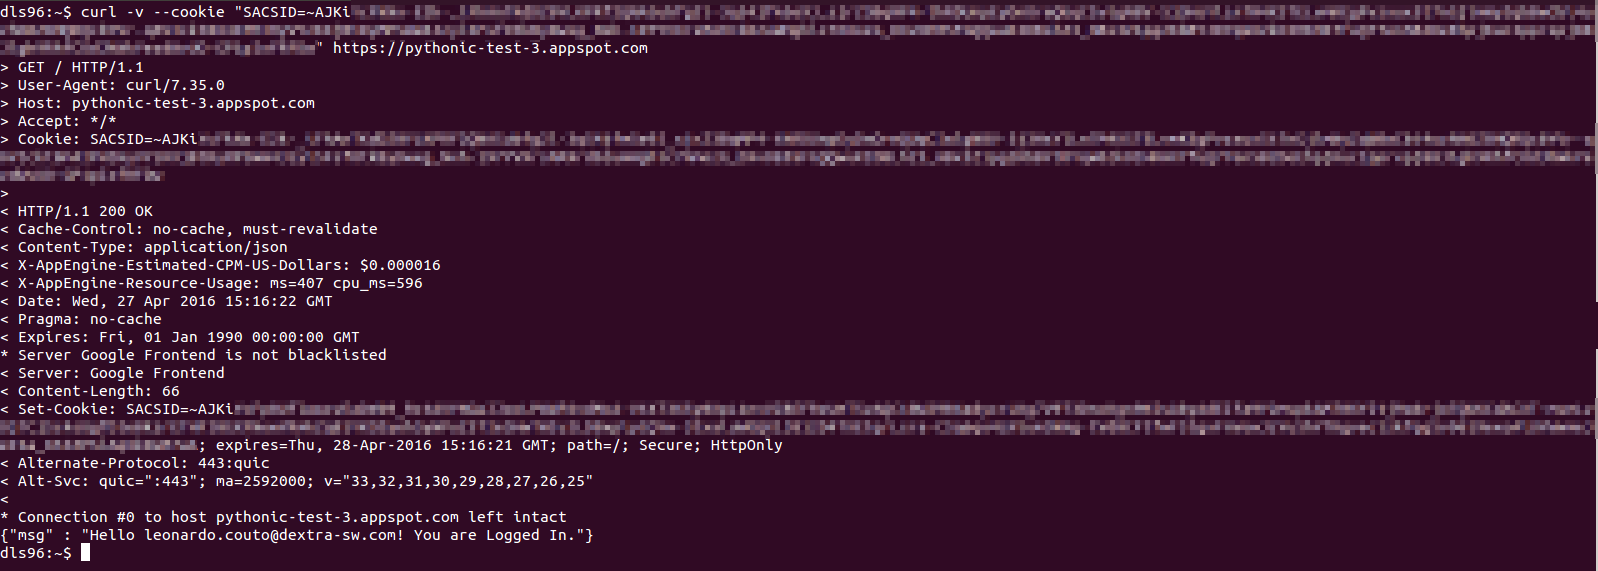 dls96:~$ curl -v --cookie "SACSID=~AJKi
" https://pythonic-test-3.appspot.com
> GET / HTTP/1.1
> User-Agent: curl/7.35.0
> Host: pythonic-test-3.appspot.com
> Accept: */*
> Cookie: SACSID=~AJKi
>
< HTTP/1.1 200 OK
< Cache-Control: no-cache, must-revalidate
< Content-Type: application/json
< X-AppEngine-Estimated-CPM-US-Dollars: $0.000016
< X-AppEngine-Resource-Usage: ms=407 cpu_ms=596
< Date: Wed, 27 Apr 2016 15:16:22 GMT
< Pragma: no-cache
< Expires: Fri, 01 Jan 1990 00:00:00 GMT
* Server Google Frontend is not blacklisted
< Server: Google Frontend
< Content-Length: 66
< Set-Cookie: SACSID=~AJKi
; expires=Thu, 28-Apr-2016 15:16:21 GMT; path=/; Secure; HttpOnly
< Alternate-Protocol: 443:quic
< Alt-Svc: quic=":443"; ma=2592000; v="33,32,31,30,29,28,27,26,25"
<
* Connection #0 to host pythonic-test-3.appspot.com left intact
{"msg" : "Hello leonardo.couto@dextra-sw.com! You are Logged In."}
dls96:~$